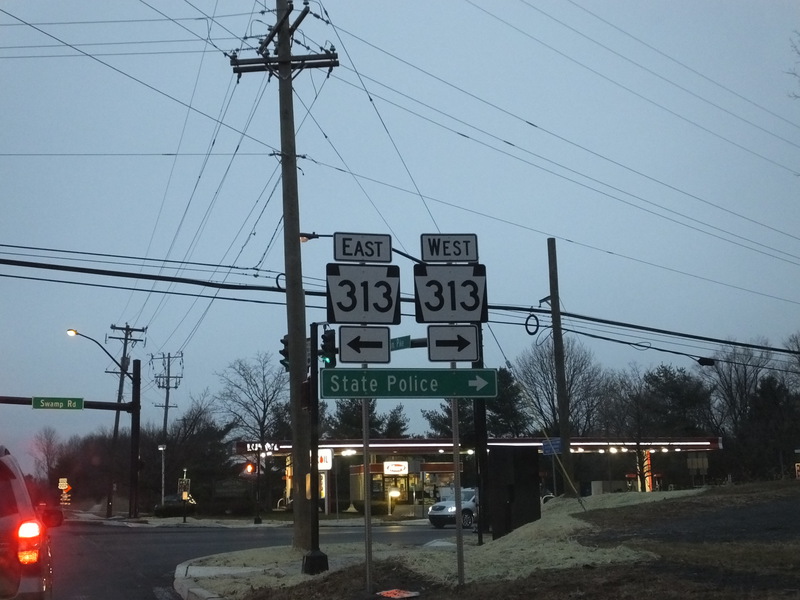 EAST
WEST
313
313
State Police
Swamp Rd